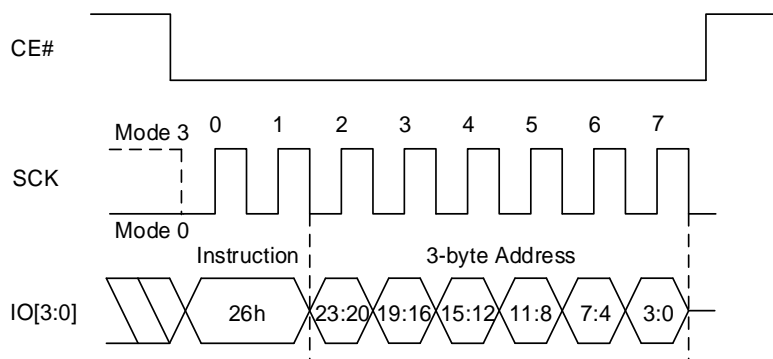 CE#
Mode 3
0 1 2 3 4 5 6 7
SCK
Mode 0
Instruction 3-byte Address
IO[3:0] 26h 23:20 19:16 15:12 11:8 7:4 3:0